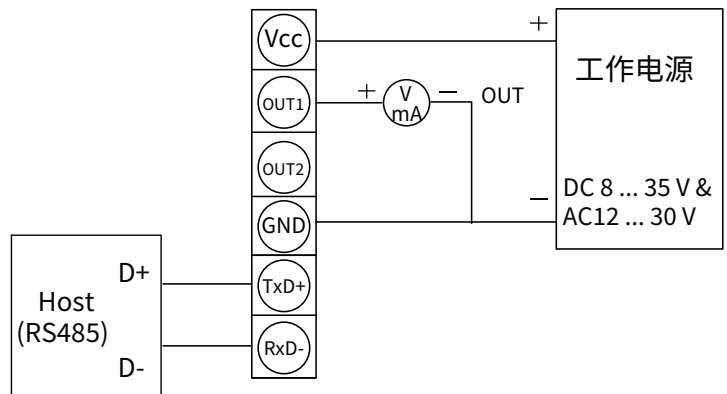 Vcc
+
工作电源
OUT1
+
V
mA
−
OUT
OUT2
DC 8 ... 35 V &
AC12 ... 30 V
−
GND
D+
TxD+
Host
(RS485)
RxD-
D-